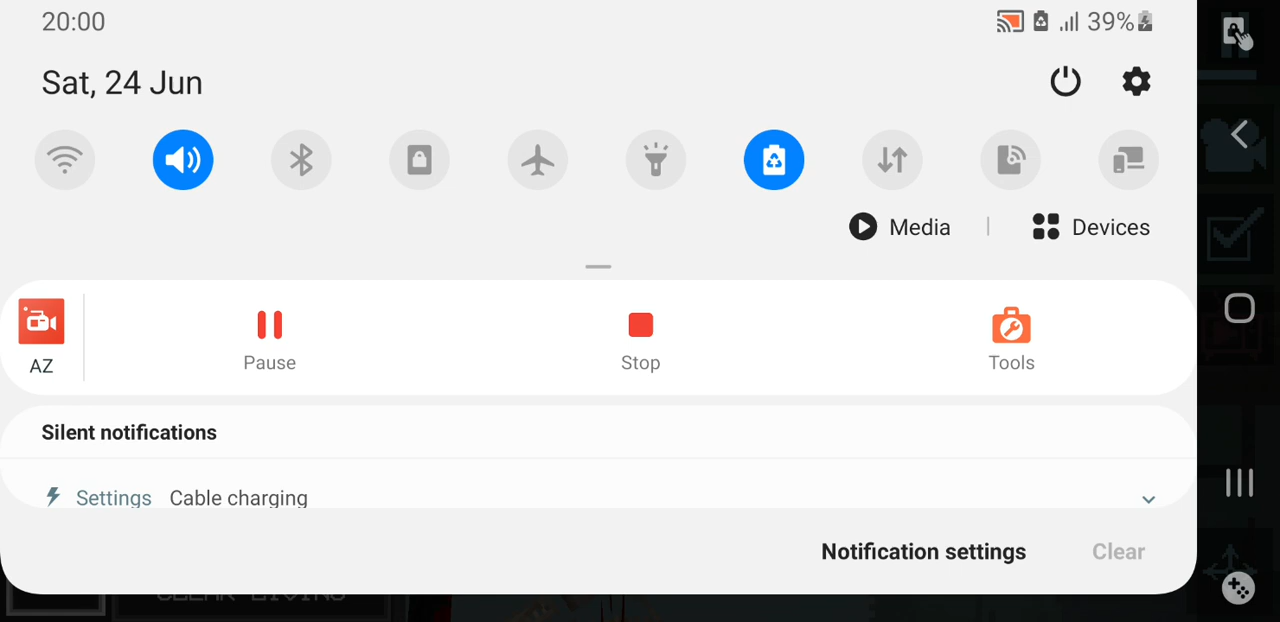 20:00
39%
Sat, 24 Jun
Media
Devices
AZ
Pause
Stop
Tools
Silent notifications
Settings Cable charging
Notification settings
Clear